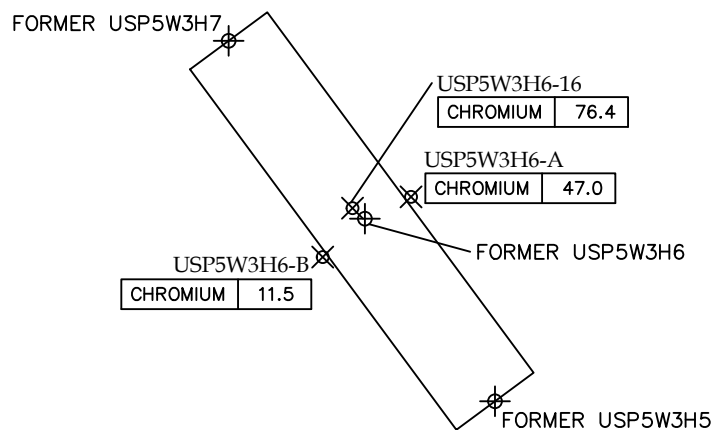 FORMER USP5W3H7
USP5W3H6-16
CHROMIUM 76.4
USP5W3H6-A
CHROMIUM 47.0
FORMER USP5W3H6
USP5W3H6-B
CHROMIUM 11.5
FORMER USP5W3H5